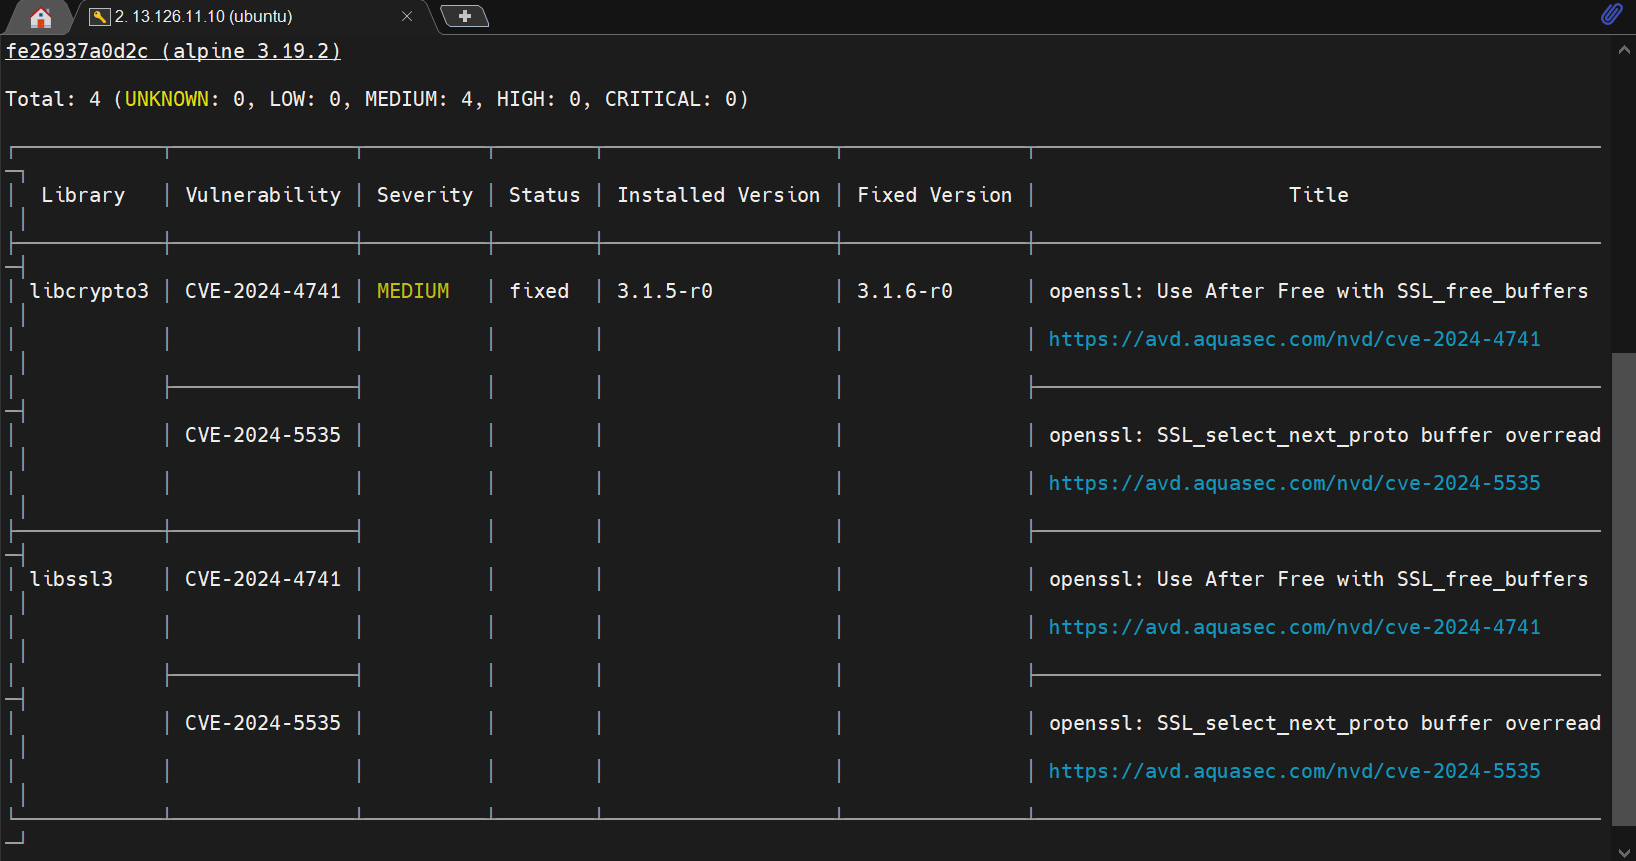 2. 13.126.11.10 (ubuntu)
fe26937a0d2c (alpine 3.19.2)
Total: 4 (UNKNOWN: 0, LOW: 0, MEDIUM: 4, HIGH: 0, CRITICAL: 0)
Library Vulnerability Severity Status Installed Version Fixed Version Title
libcrypto3 CVE-2024-4741 MEDIUM fixed 3.1.5-r0 3.1.6-r0 openssl: Use After Free with SSL_free_buffers
https://avd.aquasec.com/nvd/cve-2024-4741
CVE-2024-5535 openssl: SSL_select_next_proto buffer overread
https://avd.aquasec.com/nvd/cve-2024-5535
libssl3 CVE-2024-4741 openssl: Use After Free with SSL_free_buffers
https://avd.aquasec.com/nvd/cve-2024-4741
CVE-2024-5535 openssl: SSL_select_next_proto buffer overread
https://avd.aquasec.com/nvd/cve-2024-5535